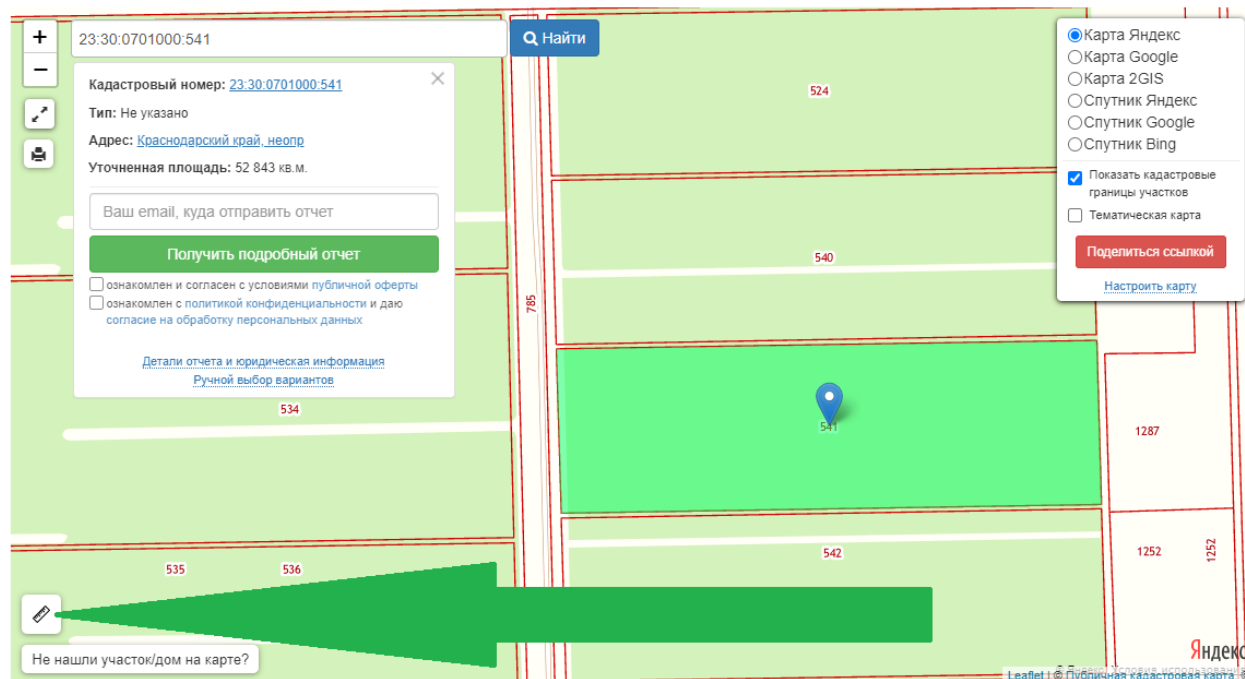 +
23:30:0701000:541
Найти
−
Кадастровый номер: 23:30:0701000:541
Тип: Не указано
Адрес: Краснодарский край, неопр
Уточненная площадь: 52 843 кв.м.
Ваш email, куда отправить отчет
Получить подробный отчет
ознакомлен и согласен с условиями публичной оферты
ознакомлен с политикой конфиденциальности и даю
согласие на обработку персональных данных
Детали отчета и юридическая информация
Ручной выбор вариантов
Карта Яндекс
Карта Google
Карта 2GIS
Спутник Яндекс
Спутник Google
Спутник Bing
Показать кадастровые
границы участков
Тематическая карта
Поделиться ссылкой
Настроить карту
524
540
785
534
541
1287
542
1252
1252
535
536
Не нашли участок/дом на карте?
Яндекс
© Яндекс Условия использования
Leaflet | © Публичная кадастровая карта